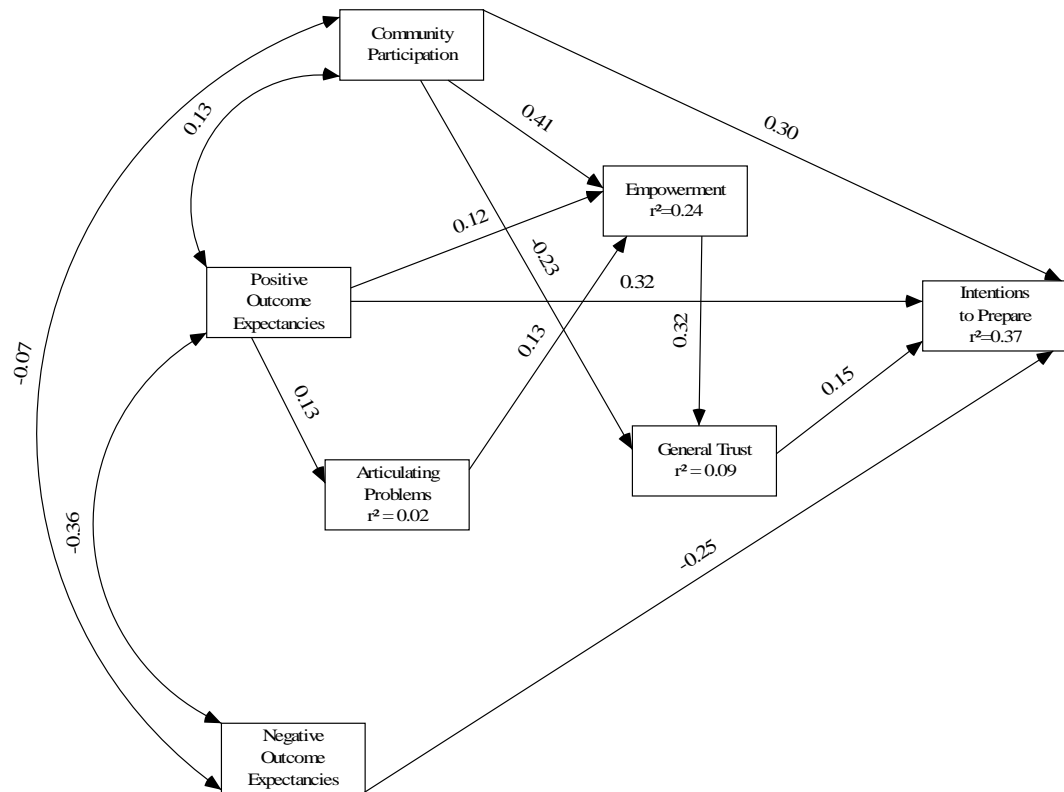 Community
Participation
0.13
0.41
0.30
Empowerment
r²=0.24
0.12
-0.23
Positive
Outcome
Expectancies
0.32
Intentions
to Prepare
r²=0.37
-0.07
0.13
0.13
0.32
0.15
General Trust
r² = 0.09
Articulating
Problems
r² = 0.02
-0.36
-0.25
Negative
Outcome
Expectancies